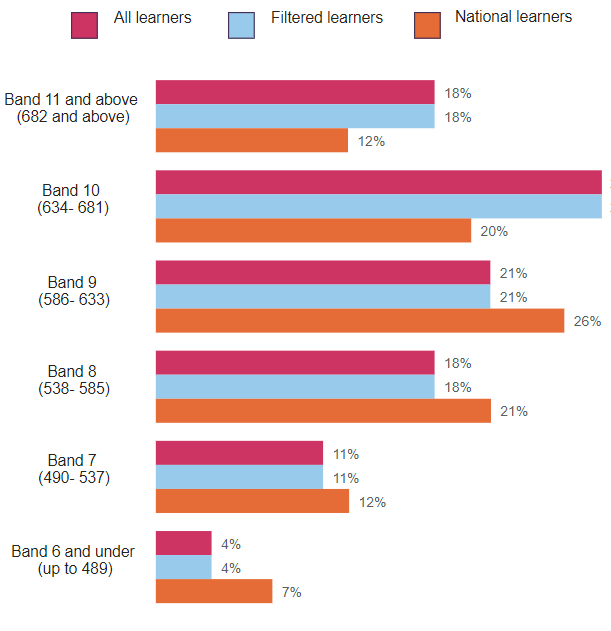 All learners
Filtered learners
National learners
Band 11 and above
(682 and above)
18%
18%
12%
Band 10
(634- 681)
20%
Band 9
(586- 633)
21%
21%
26%
Band 8
(538- 585)
18%
18%
21%
Band 7
(490- 537)
11%
11%
12%
Band 6 and under
(up to 489)
4%
4%
7%